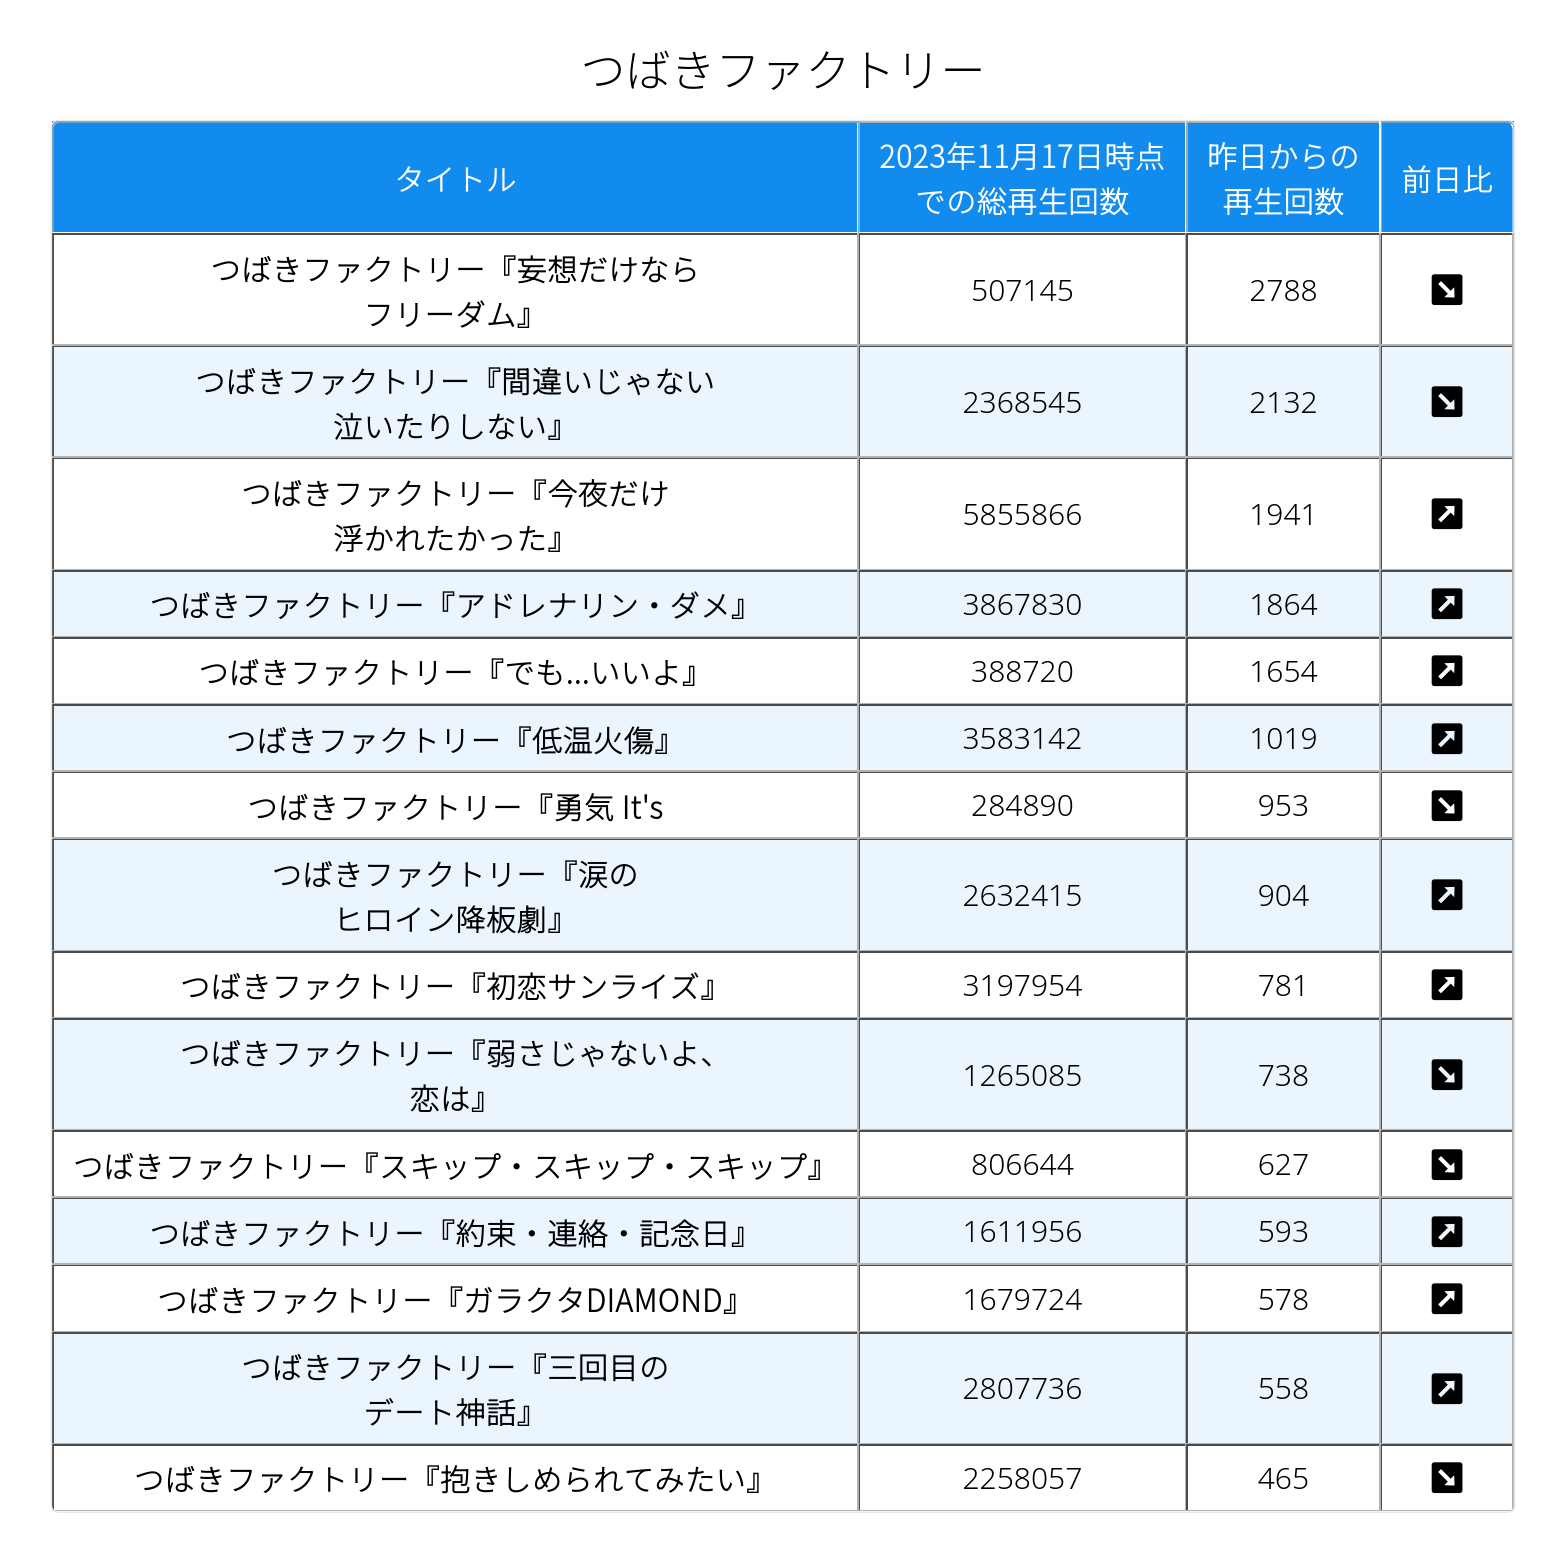 つばきファクトリー
タイトル
2023年11月17日時点
での総再生回数
昨日からの
再生回数
前日比
つばきファクトリー『妄想だけなら
フリーダム』
507145
2788
つばきファクトリー『間違いじゃない
泣いたりしない』
2368545
2132
つばきファクトリー『今夜だけ
浮かれたかった』
5855866
1941
つばきファクトリー『アドレナリン・ダメ』
3867830
1864
つばきファクトリー『でも...いいよ』
388720
1654
つばきファクトリー『低温火傷』
3583142
1019
つばきファクトリー『勇気 It's
284890
953
つばきファクトリー『涙の
ヒロイン降板劇』
2632415
904
つばきファクトリー『初恋サンライズ』
3197954
781
つばきファクトリー『弱さじゃないよ、
恋は』
1265085
738
つばきファクトリー『スキップ・スキップ・スキップ』
806644
627
つばきファクトリー『約束・連絡・記念日』
1611956
593
つばきファクトリー『ガラクタDIAMOND』
1679724
578
つばきファクトリー『三回目の
デート神話』
2807736
558
つばきファクトリー『抱きしめられてみたい』
2258057
465